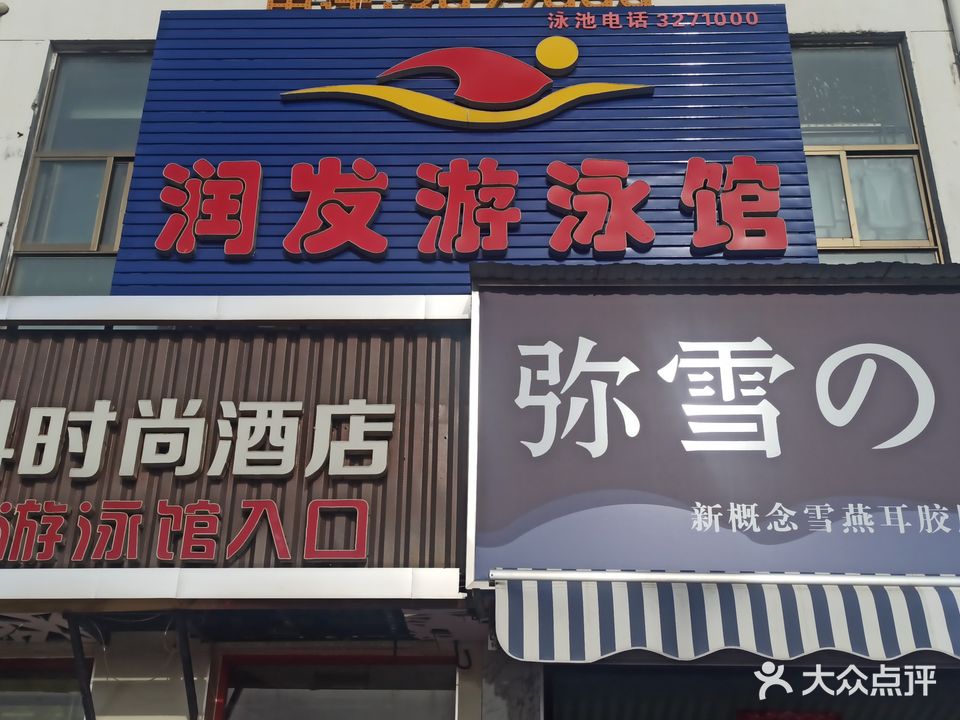 泳池电话 3271000
润发游泳馆
时尚酒店
游泳馆入口
弥雪の
新概念雪燕耳胶
大众点评